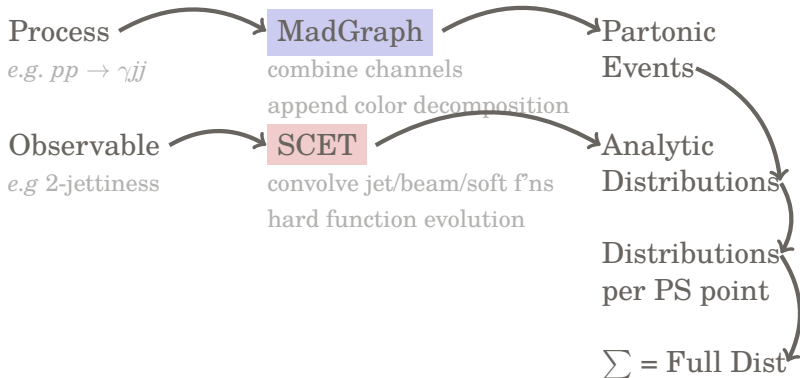 Process
MadGraph
Partonic
e.g. pp → γjj
combine channels
Events
append color decomposition
Observable
SCET
Analytic
e.g 2-jettiness
convolve jet/beam/soft f'ns
Distributions
hard function evolution
Distributions
per PS point
∑ = Full Dist